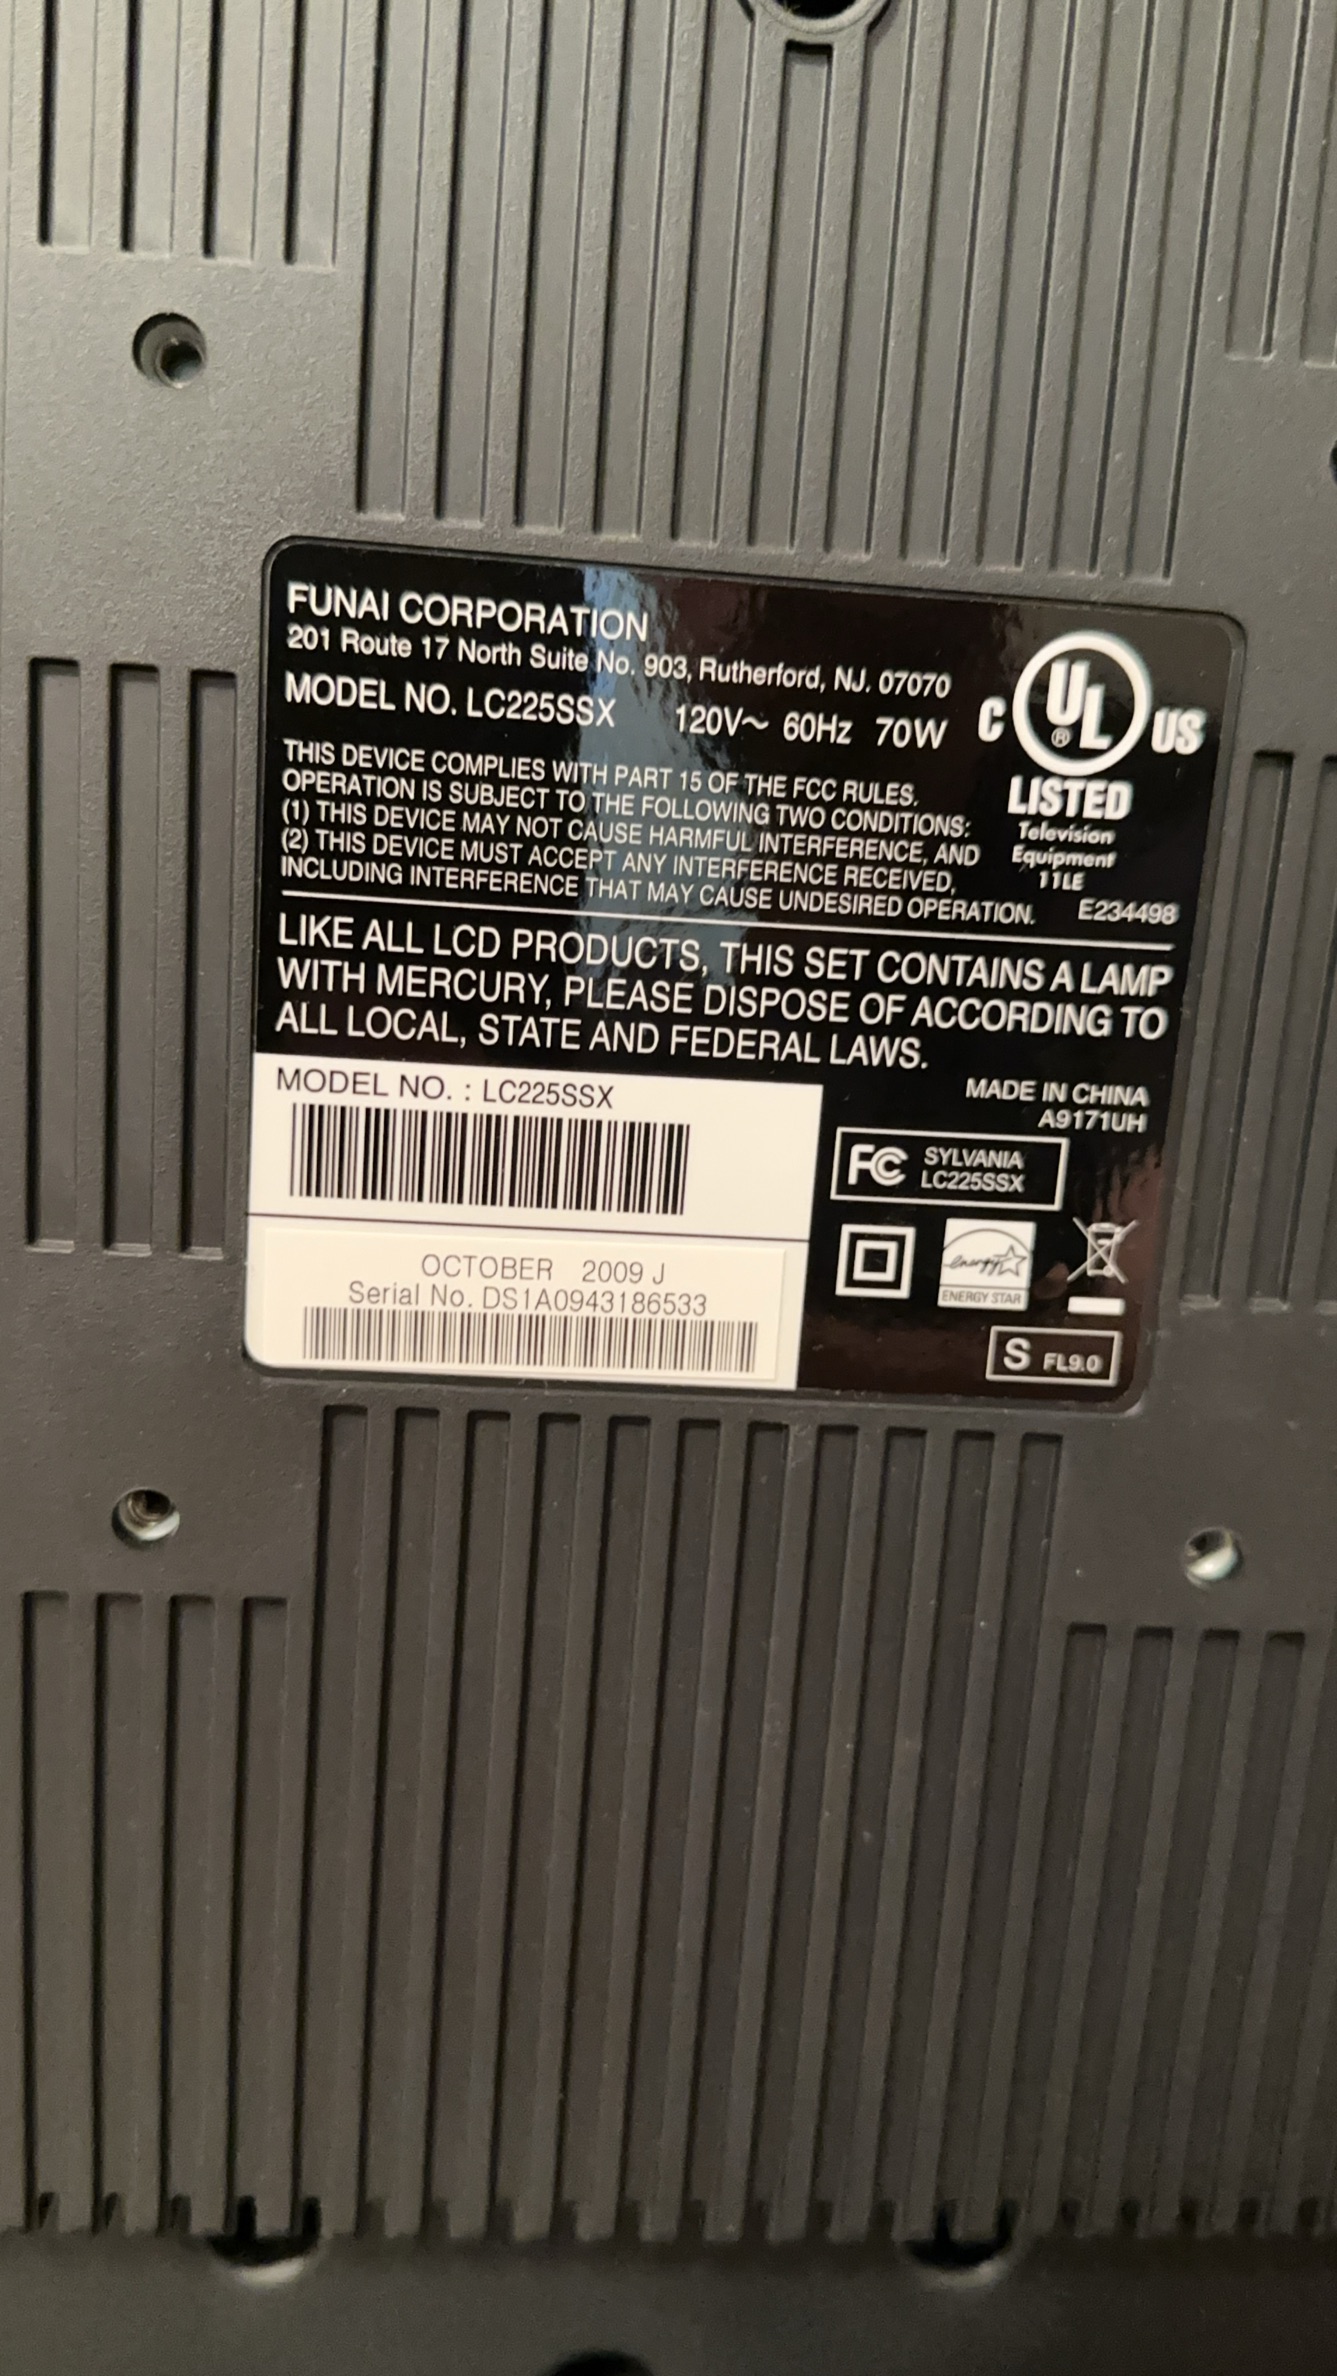 FUNAI CORPORATION
201 Route 17 North Suite No. 903, Rutherford, NJ. 07070
MODEL NO. LC225SSX 120V~ 60Hz 70W
C UL ® US
LISTED
Television
Equipment
11LE
E234498
THIS DEVICE COMPLIES WITH PART 15 OF THE FCC RULES.
OPERATION IS SUBJECT TO THE FOLLOWING TWO CONDITIONS:
(1) THIS DEVICE MAY NOT CAUSE HARMFUL INTERFERENCE, AND
(2) THIS DEVICE MUST ACCEPT ANY INTERFERENCE RECEIVED,
INCLUDING INTERFERENCE THAT MAY CAUSE UNDESIRED OPERATION.
LIKE ALL LCD PRODUCTS, THIS SET CONTAINS A LAMP
WITH MERCURY, PLEASE DISPOSE OF ACCORDING TO
ALL LOCAL, STATE AND FEDERAL LAWS.
MODEL NO. : LC225SSX
OCTOBER 2009 J
Serial No. DS1A0943186533
MADE IN CHINA
A9171UH
FC SYLVANIA
LC225SSX
energy
ENERGY STAR
S FL9.0